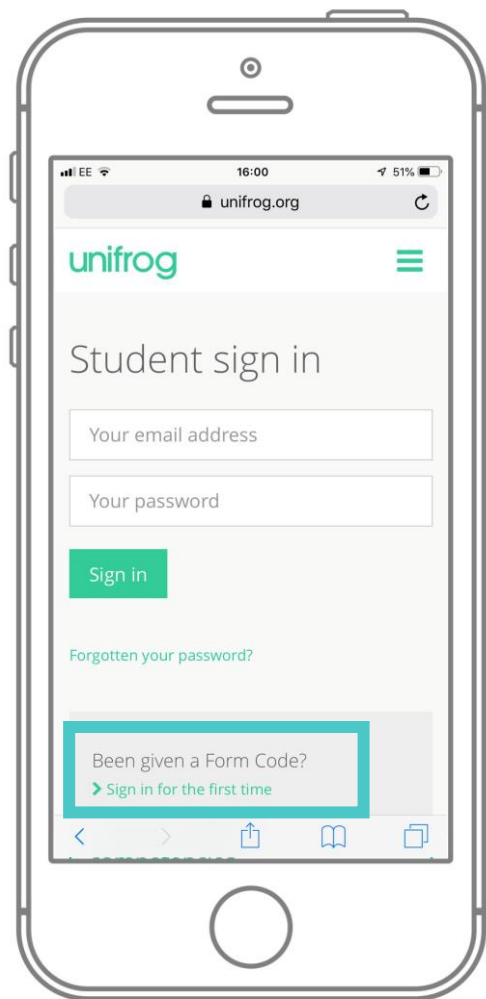 EE 16:00 51%
unifrog.org
unifrog
Student sign in
Your email address
Your password
Sign in
Forgotten your password?
Been given a Form Code?
Sign in for the first time